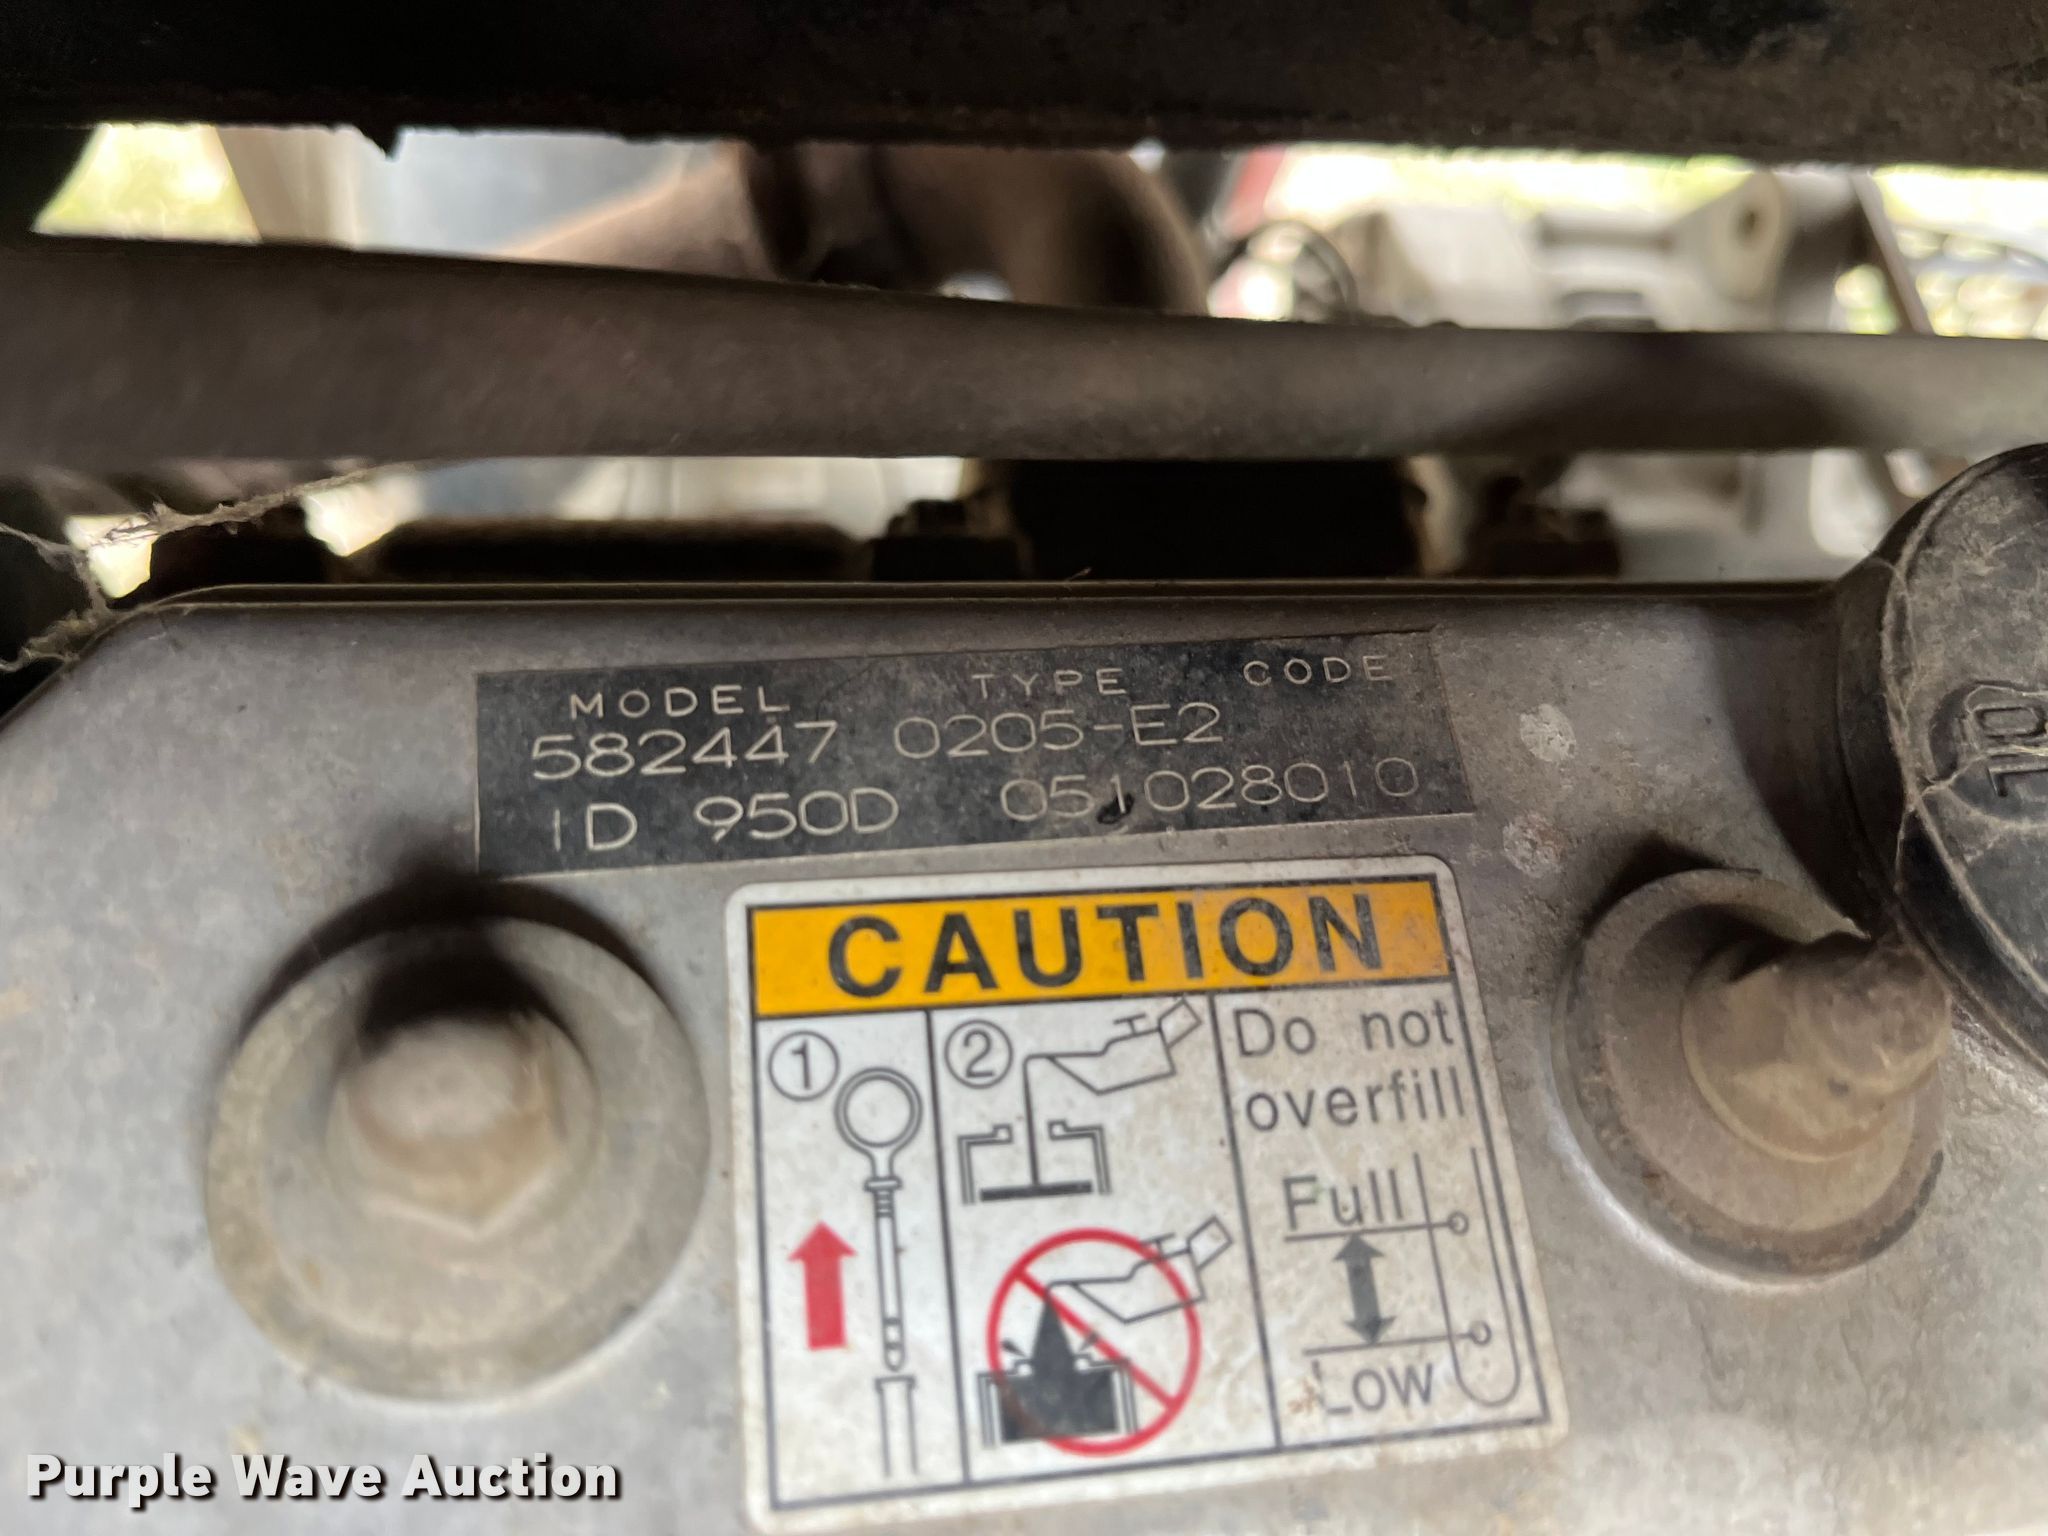 MODEL TYPE CODE
582447 0205-E2
ID 950D 051028010
OIL
CAUTION
1
2
Do not
overfill
Full
Low
Purple Wave Auction